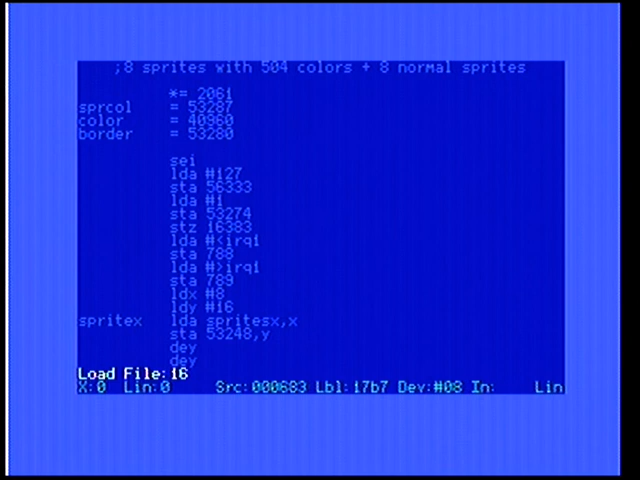 ;8 sprites with 504 colors + 8 normal sprites
*= 2061
sprcol = 53287
color = 40960
border = 53280
sei
lda #127
sta 56333
lda #1
sta 53274
stz 16383
lda #<irq1
sta 788
lda #>irq1
sta 789
ldx #8
ldy #16
spritex lda spritesx,x
sta 53248,y
dey
dey
Load File:16
X:0 Lin:0 Src:000683 Lbl:17b7 Dev:#08 In: Lin